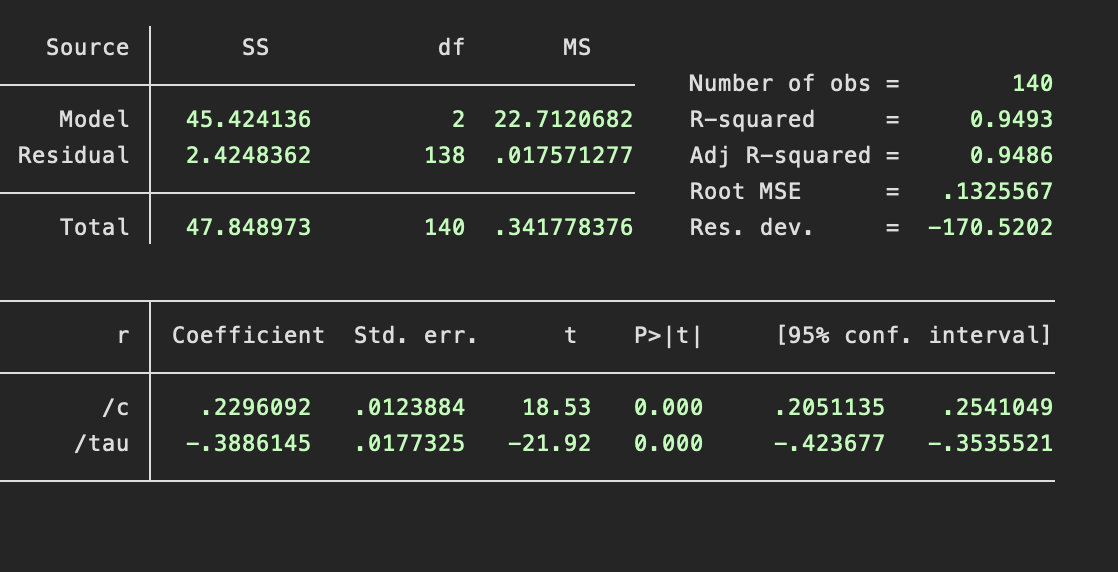 Source SS df MS
Number of obs = 140
Model 45.424136 2 22.7120682 R-squared = 0.9493
Residual 2.4248362 138 .017571277 Adj R-squared = 0.9486
Root MSE = .1325567
Total 47.848973 140 .341778376 Res. dev. = -170.5202
r Coefficient Std. err. t P>|t| [95% conf. interval]
/c .2296092 .0123884 18.53 0.000 .2051135 .2541049
/tau -.3886145 .0177325 -21.92 0.000 -.423677 -.3535521